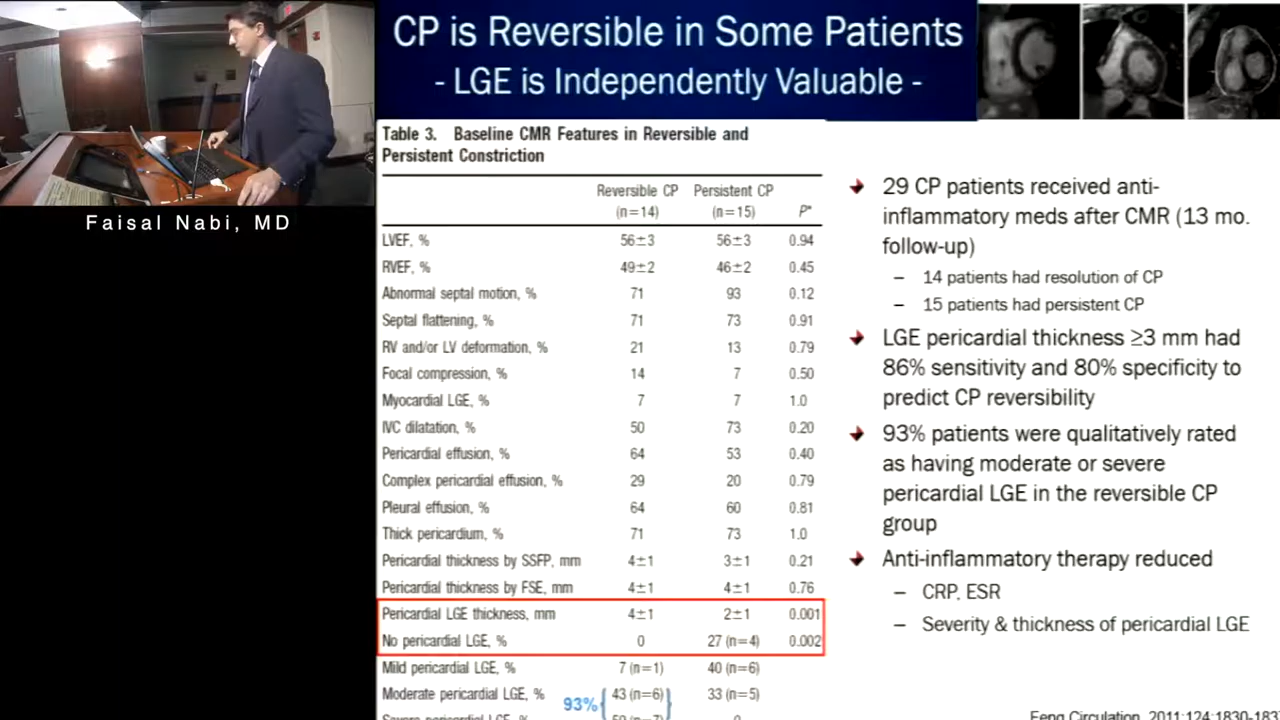 CP is Reversible in Some Patients
- LGE is Independently Valuable -
Faisal Nabi, MD
Table 3. Baseline CMR Features in Reversible and
Persistent Constriction
Reversible CP Persistent CP
(n=14) (n=15) P*
LVEF, % 56±3 56±3 0.94
RVEF, % 49±2 46±2 0.45
Abnormal septal motion, % 71 93 0.12
Septal flattening, % 71 73 0.91
RV and/or LV deformation, % 21 13 0.79
Focal compression, % 14 7 0.50
Myocardial LGE, % 7 7 1.0
IVC dilatation, % 50 73 0.20
Pericardial effusion, % 64 53 0.40
Complex pericardial effusion, % 29 20 0.79
Pleural effusion, % 64 60 0.81
Thick pericardium, % 71 73 1.0
Pericardial thickness by SSFP, mm 4±1 3±1 0.21
Pericardial thickness by FSE, mm 4±1 4±1 0.76
Pericardial LGE thickness, mm 4±1 2±1 0.001
No pericardial LGE, % 0 27 (n=4) 0.002
Mild pericardial LGE, % 7 (n=1) 40 (n=6)
Moderate pericardial LGE, % 43 (n=6) 33 (n=5)
93%
29 CP patients received anti-
inflammatory meds after CMR (13 mo.
follow-up)
– 14 patients had resolution of CP
– 15 patients had persistent CP
LGE pericardial thickness ≥3 mm had
86% sensitivity and 80% specificity to
predict CP reversibility
93% patients were qualitatively rated
as having moderate or severe
pericardial LGE in the reversible CP
group
Anti-inflammatory therapy reduced
– CRP, ESR
– Severity & thickness of pericardial LGE
Feng Circulation, 2011;124:1830-183